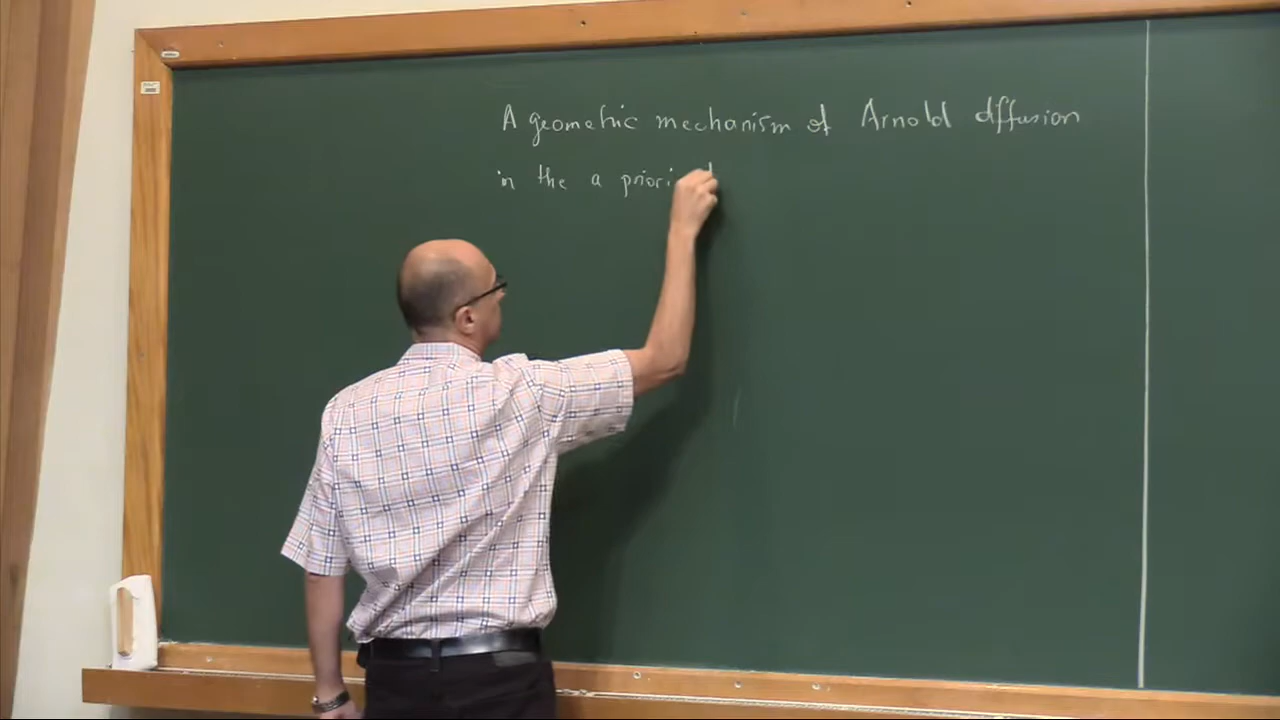 A geometric mechanism of Arnold diffusion
in the a priori